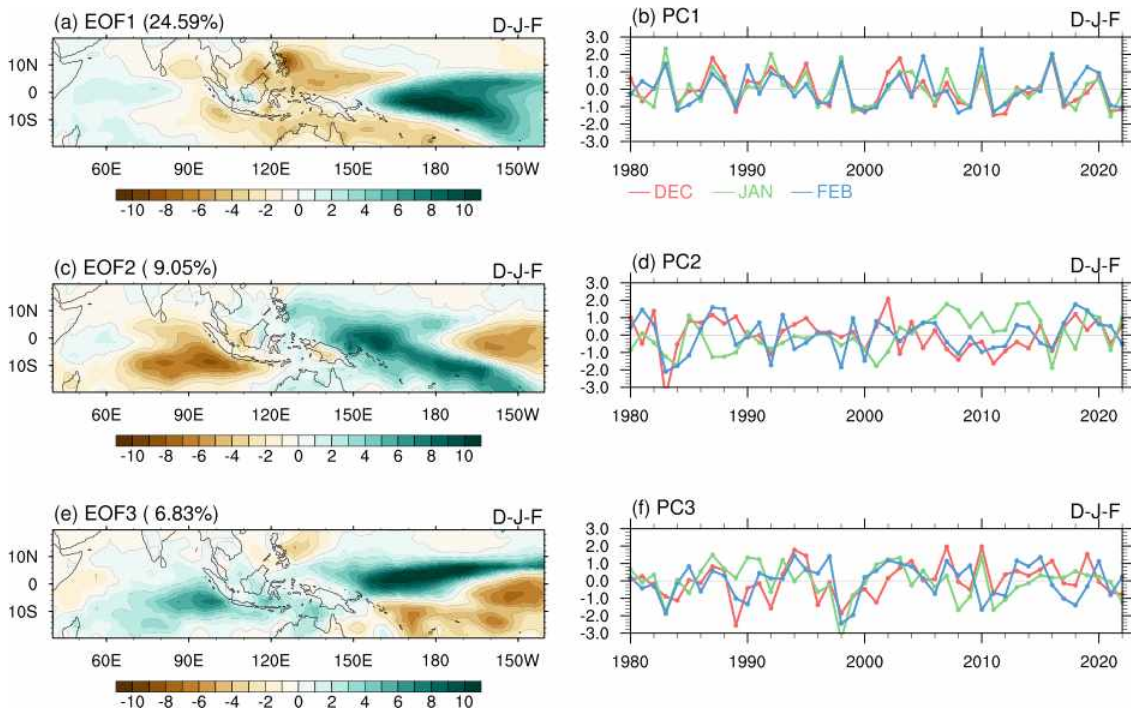 (a) EOF1 (24.59%) D-J-F
10N
0
10S
60E 90E 120E 150E 180 150W
-10 -8 -6 -4 -2 0 2 4 6 8 10
(b) PC1 D-J-F
3.0
2.0
1.0
0.0
-1.0
-2.0
-3.0
1980 1990 2000 2010 2020
DEC JAN FEB
(c) EOF2 ( 9.05%) D-J-F
10N
0
10S
60E 90E 120E 150E 180 150W
-10 -8 -6 -4 -2 0 2 4 6 8 10
(d) PC2 D-J-F
3.0
2.0
1.0
0.0
-1.0
-2.0
-3.0
1980 1990 2000 2010 2020
(e) EOF3 ( 6.83%) D-J-F
10N
0
10S
60E 90E 120E 150E 180 150W
-10 -8 -6 -4 -2 0 2 4 6 8 10
(f) PC3 D-J-F
3.0
2.0
1.0
0.0
-1.0
-2.0
-3.0
1980 1990 2000 2010 2020